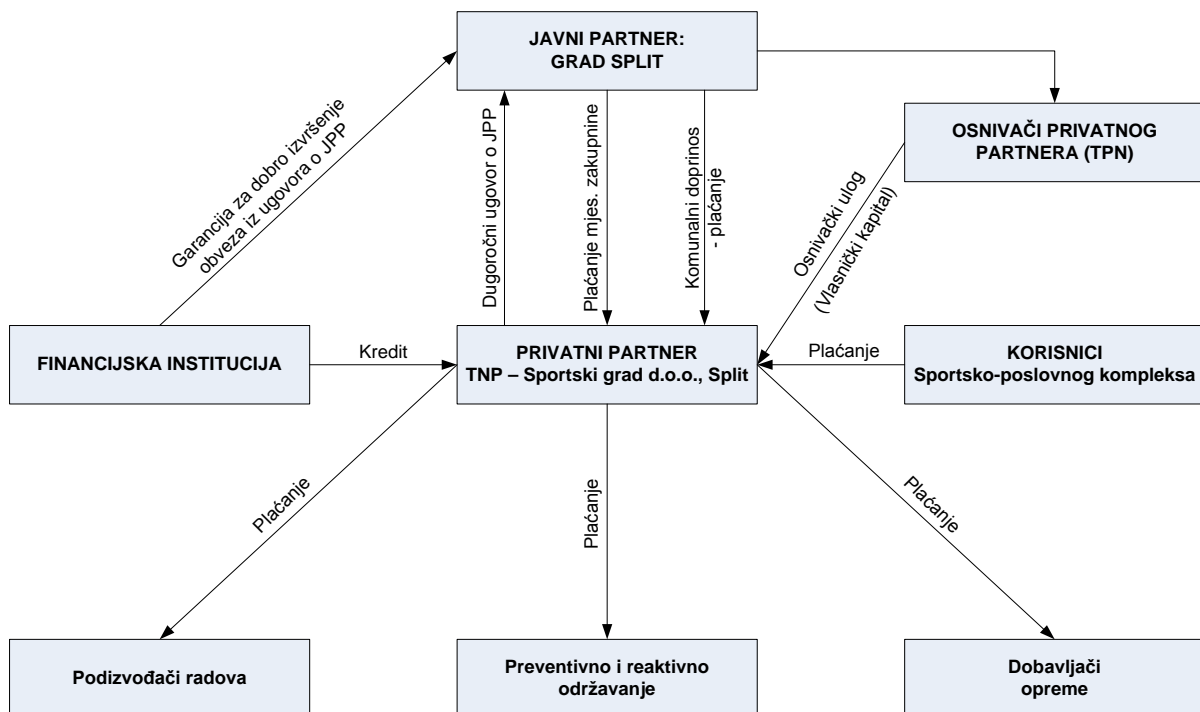 JAVNI PARTNER:
GRAD SPLIT
OSNIVAČI PRIVATNOG
PARTNERA (TPN)
Garancija za dobro izvršenje
obveza iz ugovora o JPP
Dugoročni ugovor o JPP
Plaćanje mjes. zakupnine
Komunalni doprinos
- plaćanje
Osnivački ulog
(Vlasnički kapital)
FINANCIJSKA INSTITUCIJA
Kredit
PRIVATNI PARTNER
TNP – Sportski grad d.o.o., Split
Plaćanje
KORISNICI
Sportsko-poslovnog kompleksa
Plaćanje
Plaćanje
Plaćanje
Podizvođači radova
Preventivno i reaktivno
održavanje
Dobavljači
opreme